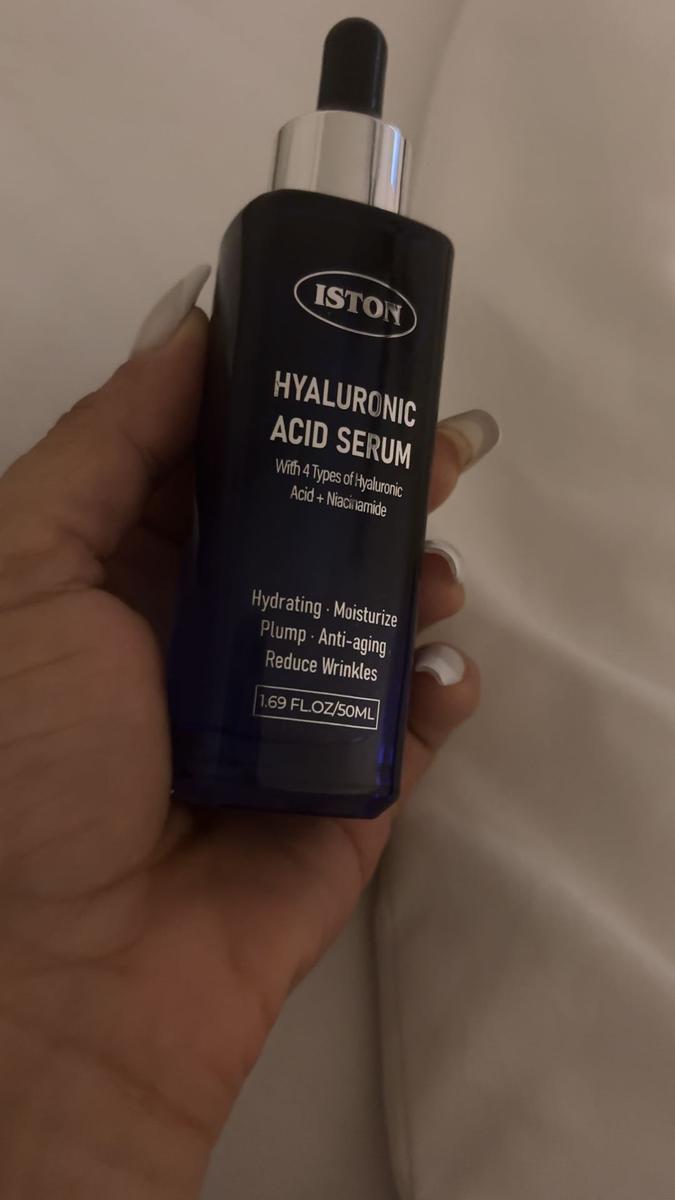 ISTON
HYALURONIC
ACID SERUM
With 4 Types of Hyaluronic
Acid + Niacinamide
Hydrating · Moisturize
Plump · Anti-aging
Reduce Wrinkles
1.69 FL.OZ/50ML